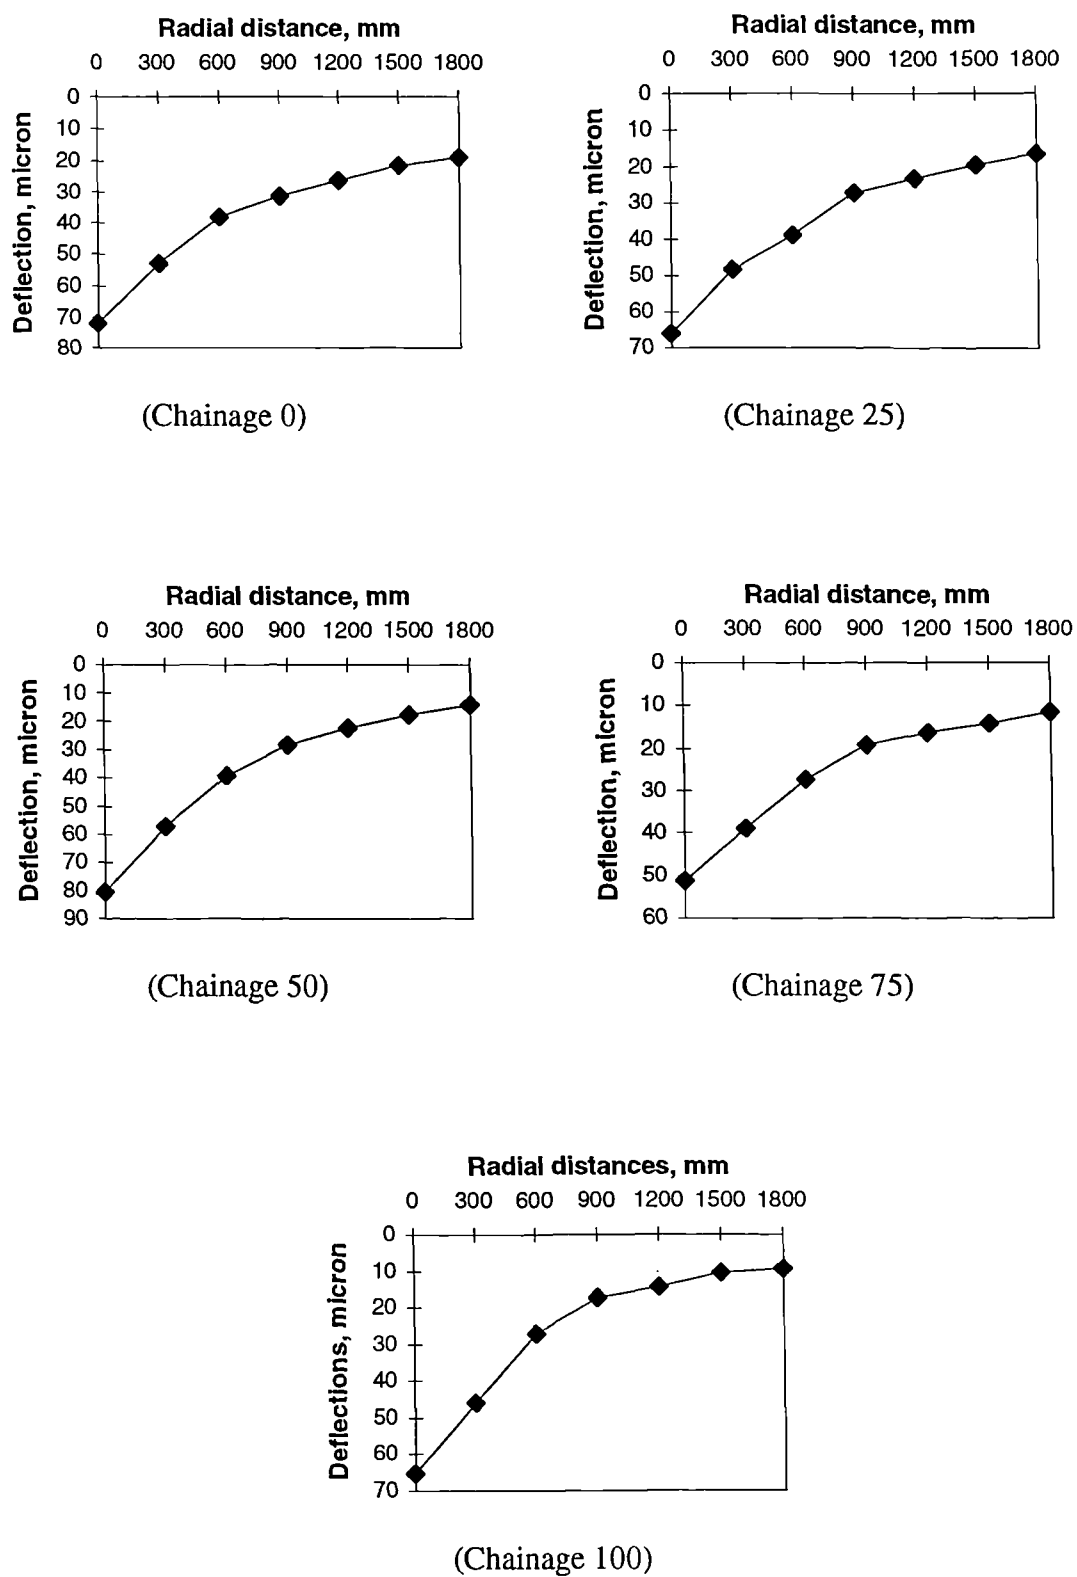 Radial distance, mm
0 300 600 900 1200 1500 1800
0
10
20
30
40
50
60
70
80
Deflection, micron
(Chainage 0)
Radial distance, mm
0 300 600 900 1200 1500 1800
0
10
20
30
40
50
60
70
Deflection, micron
(Chainage 25)
Radial distance, mm
0 300 600 900 1200 1500 1800
0
10
20
30
40
50
60
70
80
90
Deflection, micron
(Chainage 50)
Radial distance, mm
0 300 600 900 1200 1500 1800
0
10
20
30
40
50
60
Deflection, micron
(Chainage 75)
Radial distances, mm
0 300 600 900 1200 1500 1800
0
10
20
30
40
50
60
70
Deflections, micron
(Chainage 100)